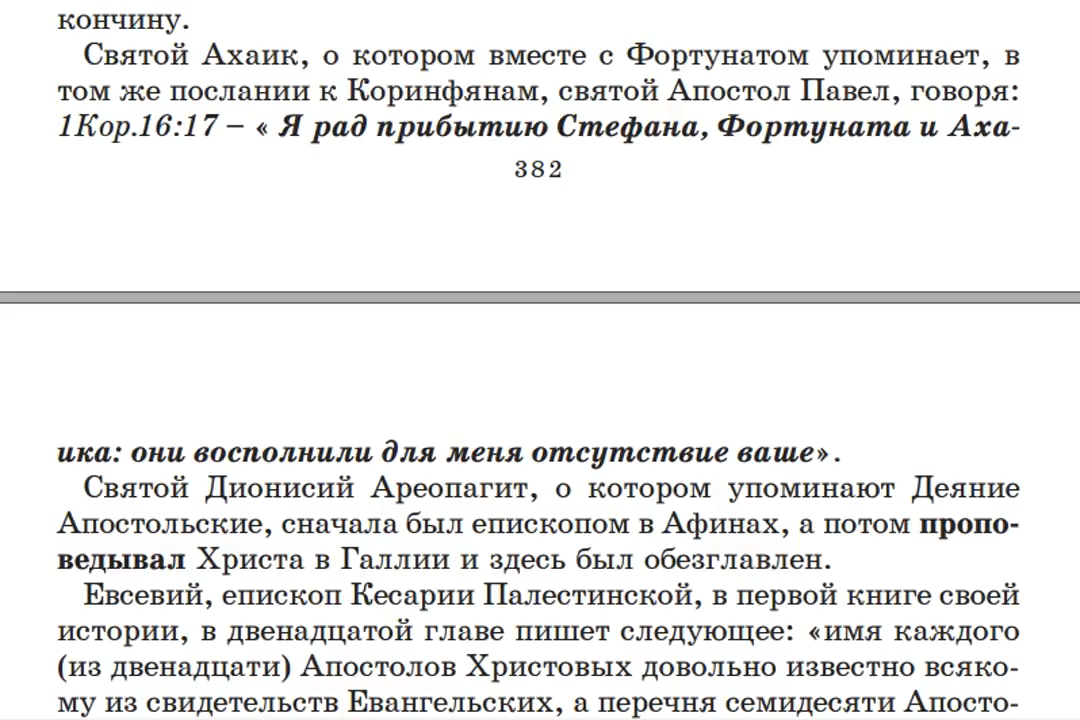 кончину.
Святой Ахаик, о котором вместе с Фортунатом упоминает, в
том же послании к Коринфянам, святой Апостол Павел, говоря:
1Кор.16:17 – « Я рад прибытию Стефана, Фортуната и Аха-
382
ика: они восполнили для меня отсутствие ваше».
Святой Дионисий Ареопагит, о котором упоминают Деяние
Апостольские, сначала был епископом в Афинах, а потом пропо-
ведывал Христа в Галлии и здесь был обезглавлен.
Евсевий, епископ Кесарии Палестинской, в первой книге своей
истории, в двенадцатой главе пишет следующее: «имя каждого
(из двенадцати) Апостолов Христовых довольно известно всяко-
му из свидетельств Евангельских, а перечня семидесяти Апосто-